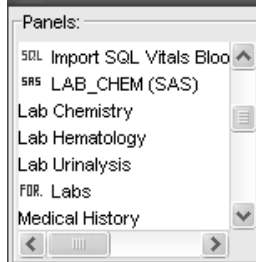 Panels:
SQL Import SQL Vitals Bloo
SAS LAB_CHEM (SAS)
Lab Chemistry
Lab Hematology
Lab Urinalysis
FOR. Labs
Medical History